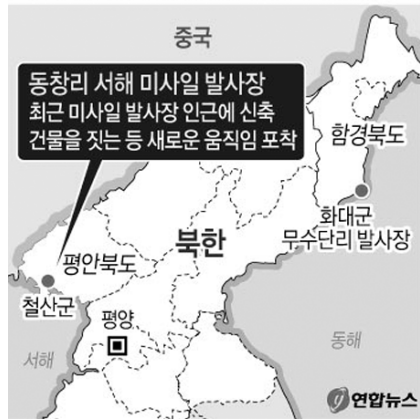 중국
동창리 서해 미사일 발사장
최근 미사일 발사장 인근에 신축
건물을 짓는 등 새로운 움직임 포착
함경북도
화대군
무수단리 발사장
북한
평안북도
철산군
평양
서해
동해
연합뉴스